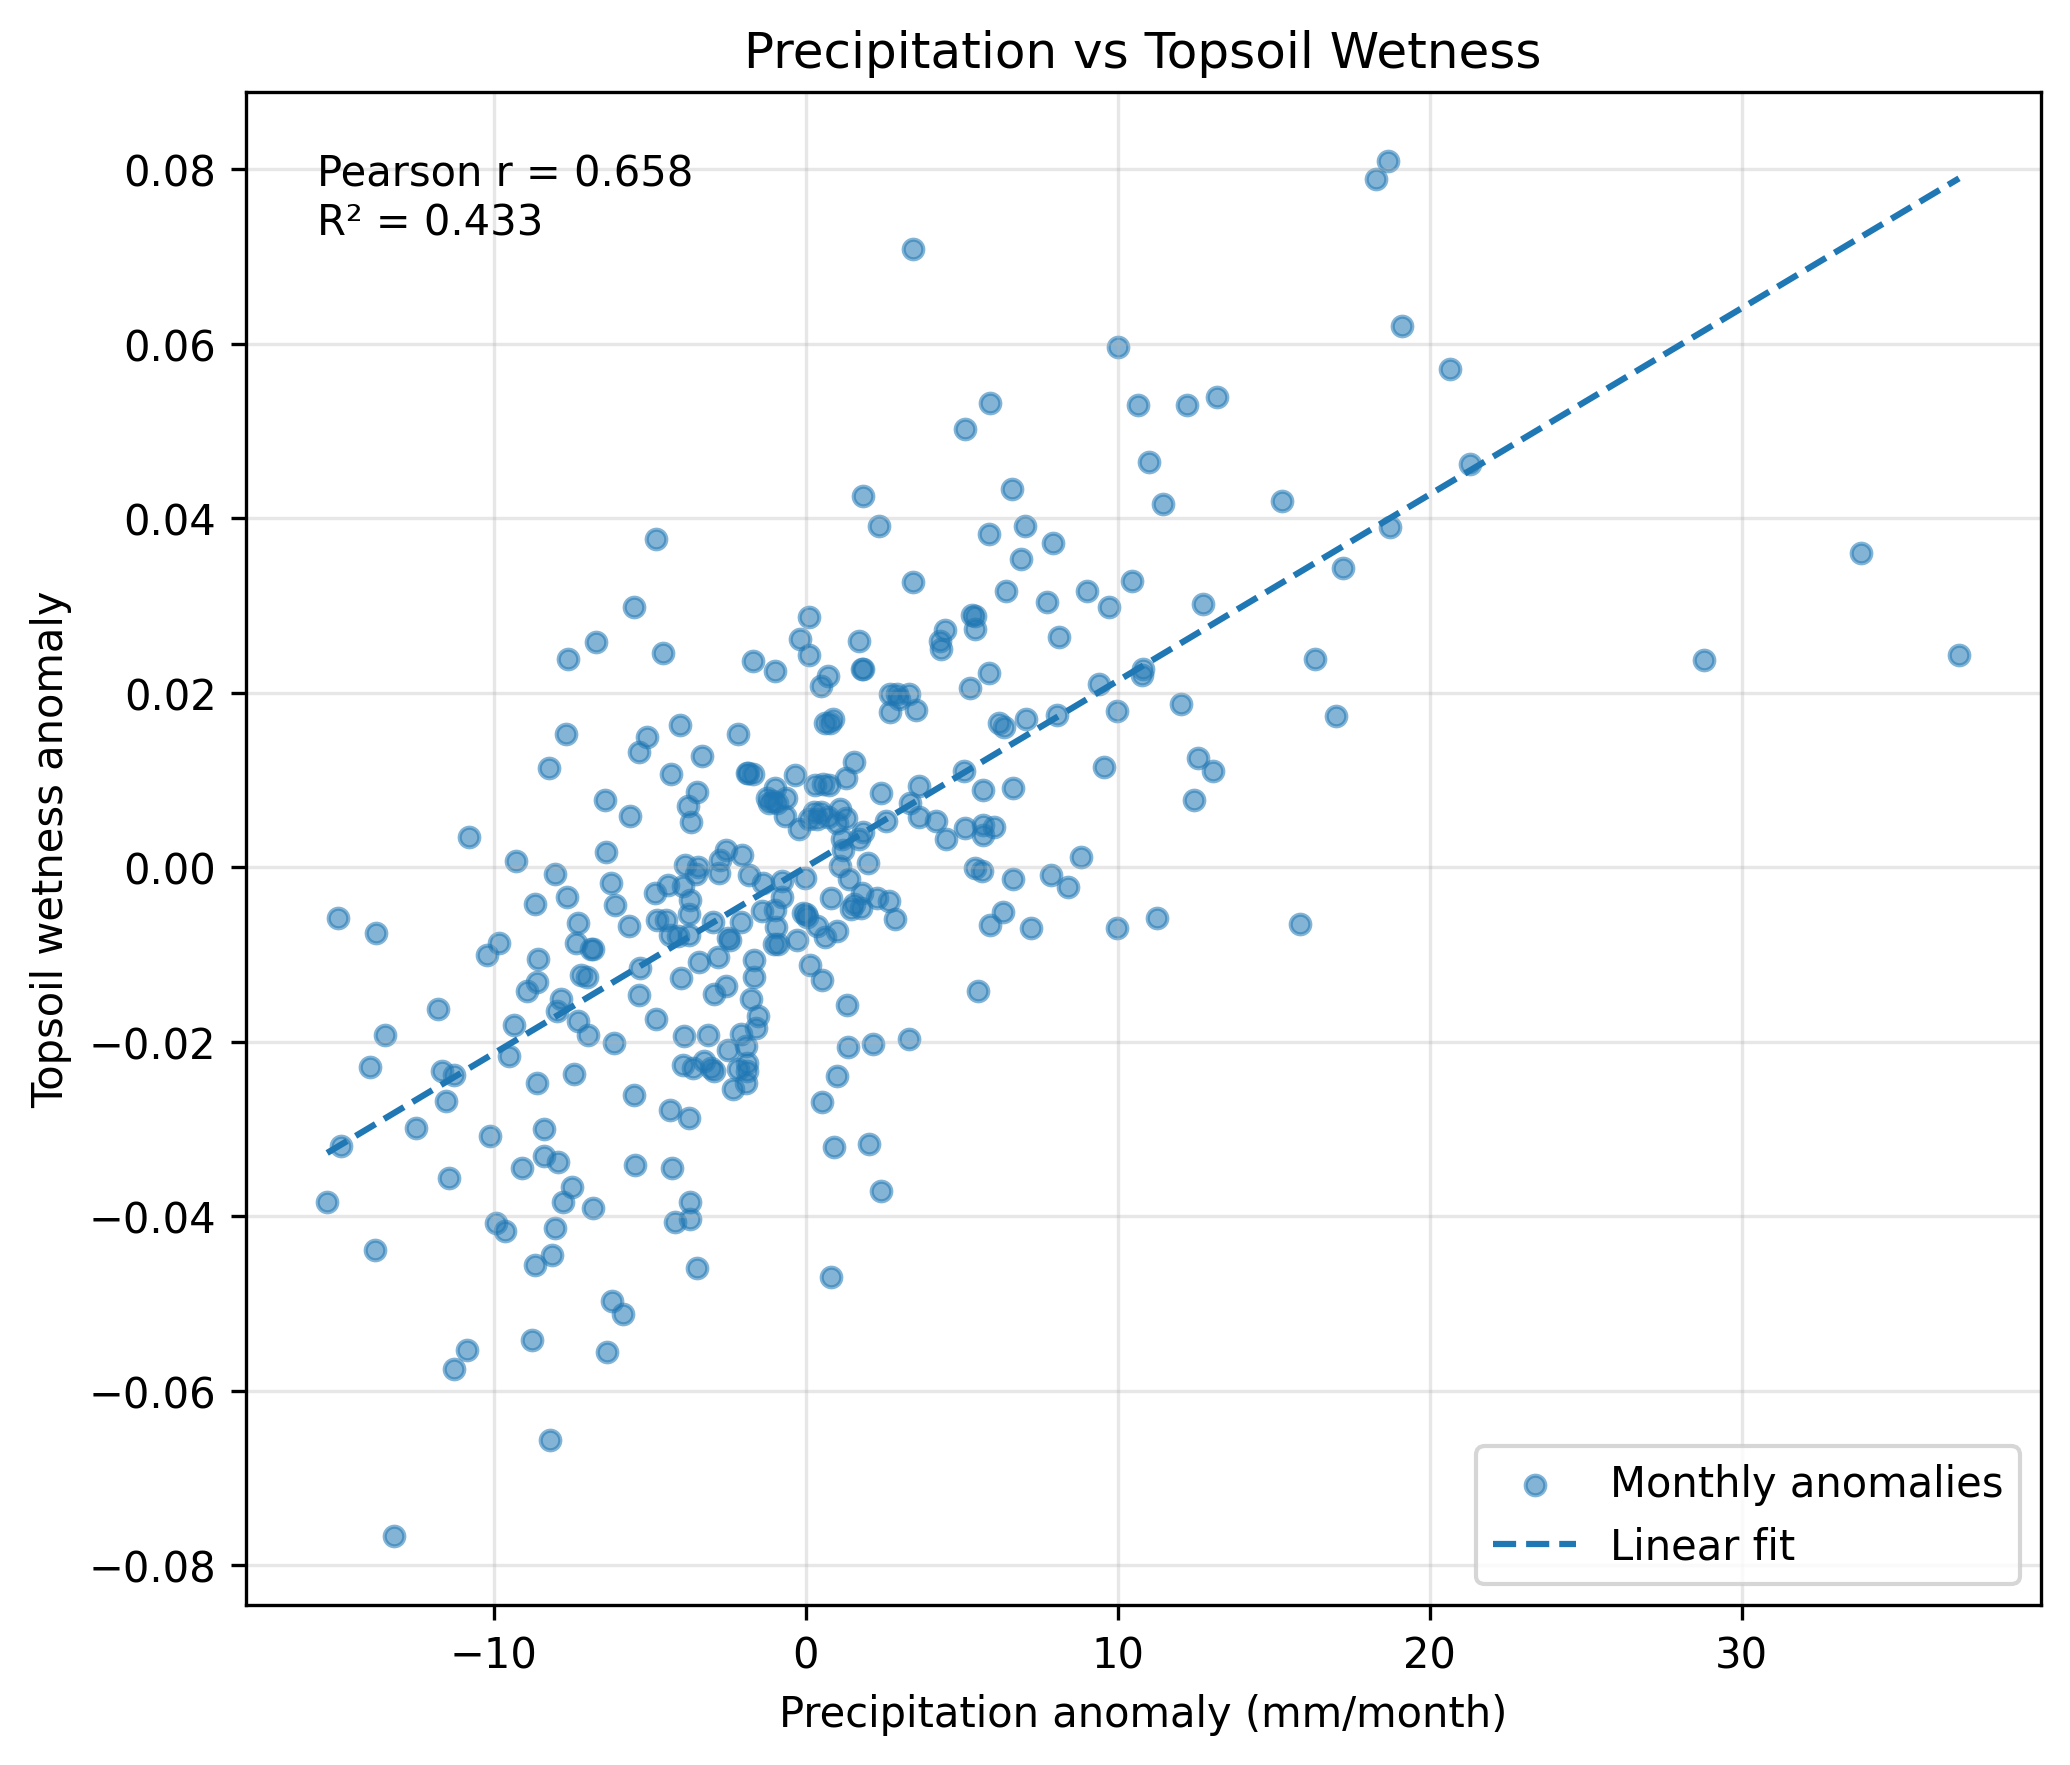 Precipitation vs Topsoil Wetness
Pearson r = 0.658
R² = 0.433
0.08
0.06
0.04
0.02
0.00
−0.02
−0.04
−0.06
−0.08
Topsoil wetness anomaly
Monthly anomalies
Linear fit
−10 0 10 20 30
Precipitation anomaly (mm/month)